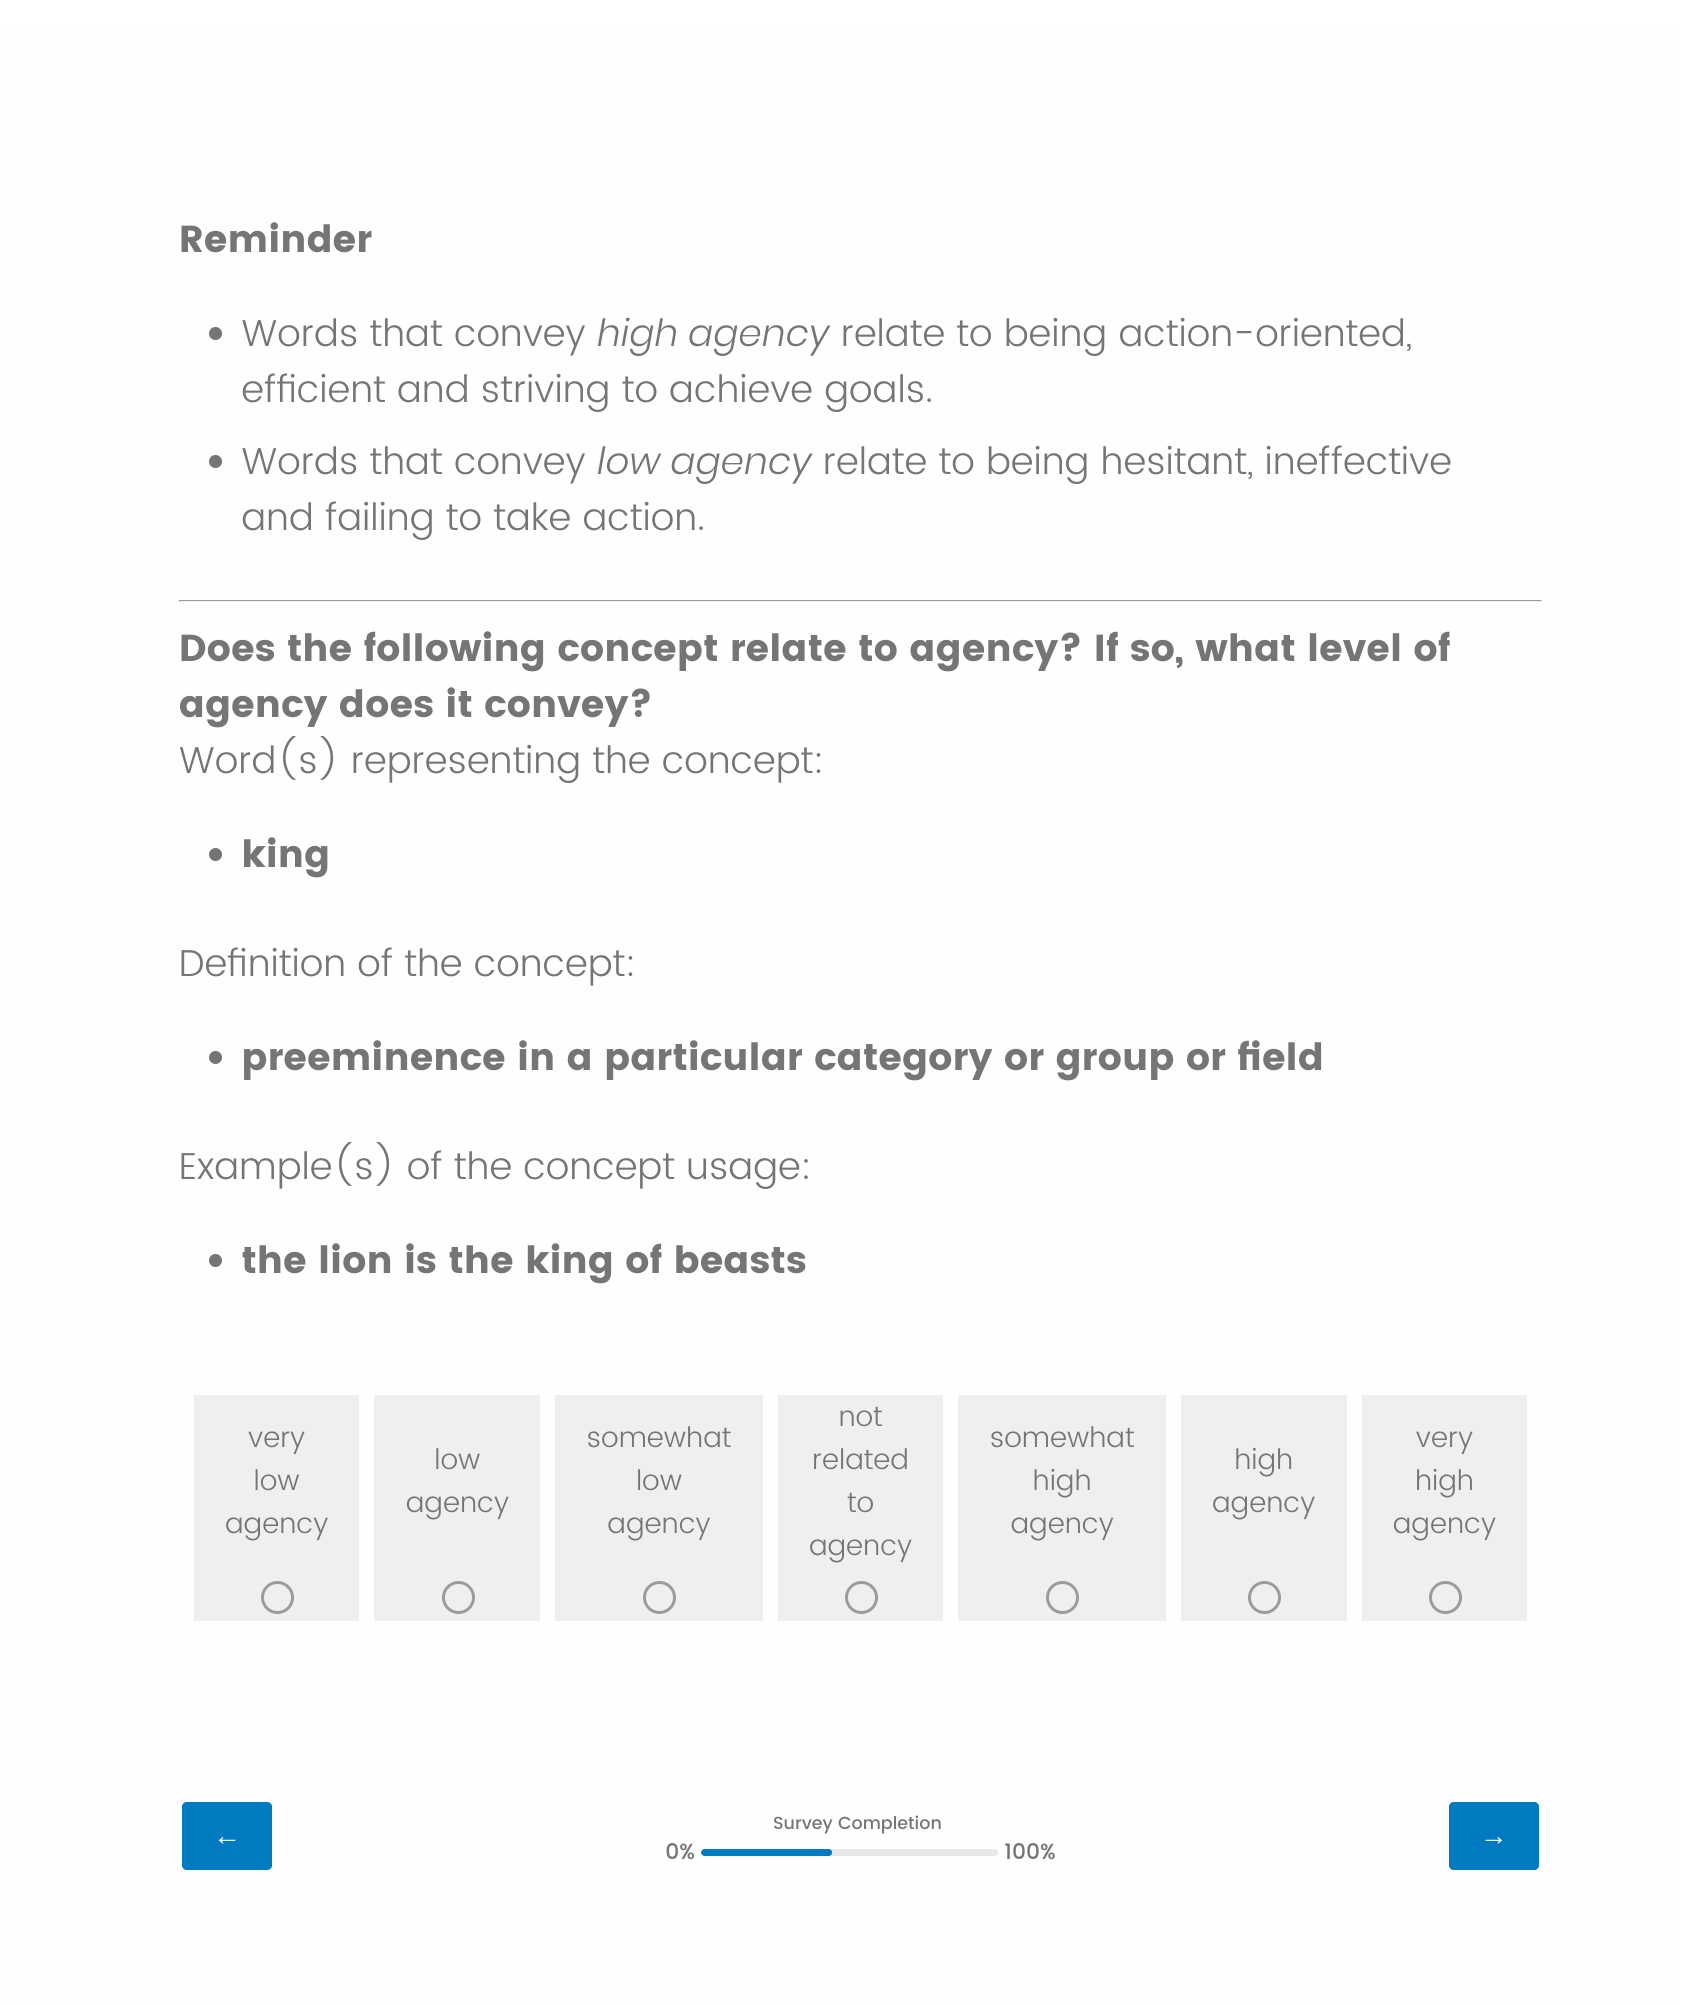 Reminder
• Words that convey high agency relate to being action-oriented,
efficient and striving to achieve goals.
• Words that convey low agency relate to being hesitant, ineffective
and failing to take action.
Does the following concept relate to agency? If so, what level of
agency does it convey?
Word(s) representing the concept:
• king
Definition of the concept:
• preeminence in a particular category or group or field
Example(s) of the concept usage:
• the lion is the king of beasts
very
low
agency
low
agency
somewhat
low
agency
not
related
to
agency
somewhat
high
agency
high
agency
very
high
agency
←
Survey Completion
0% 100%
→